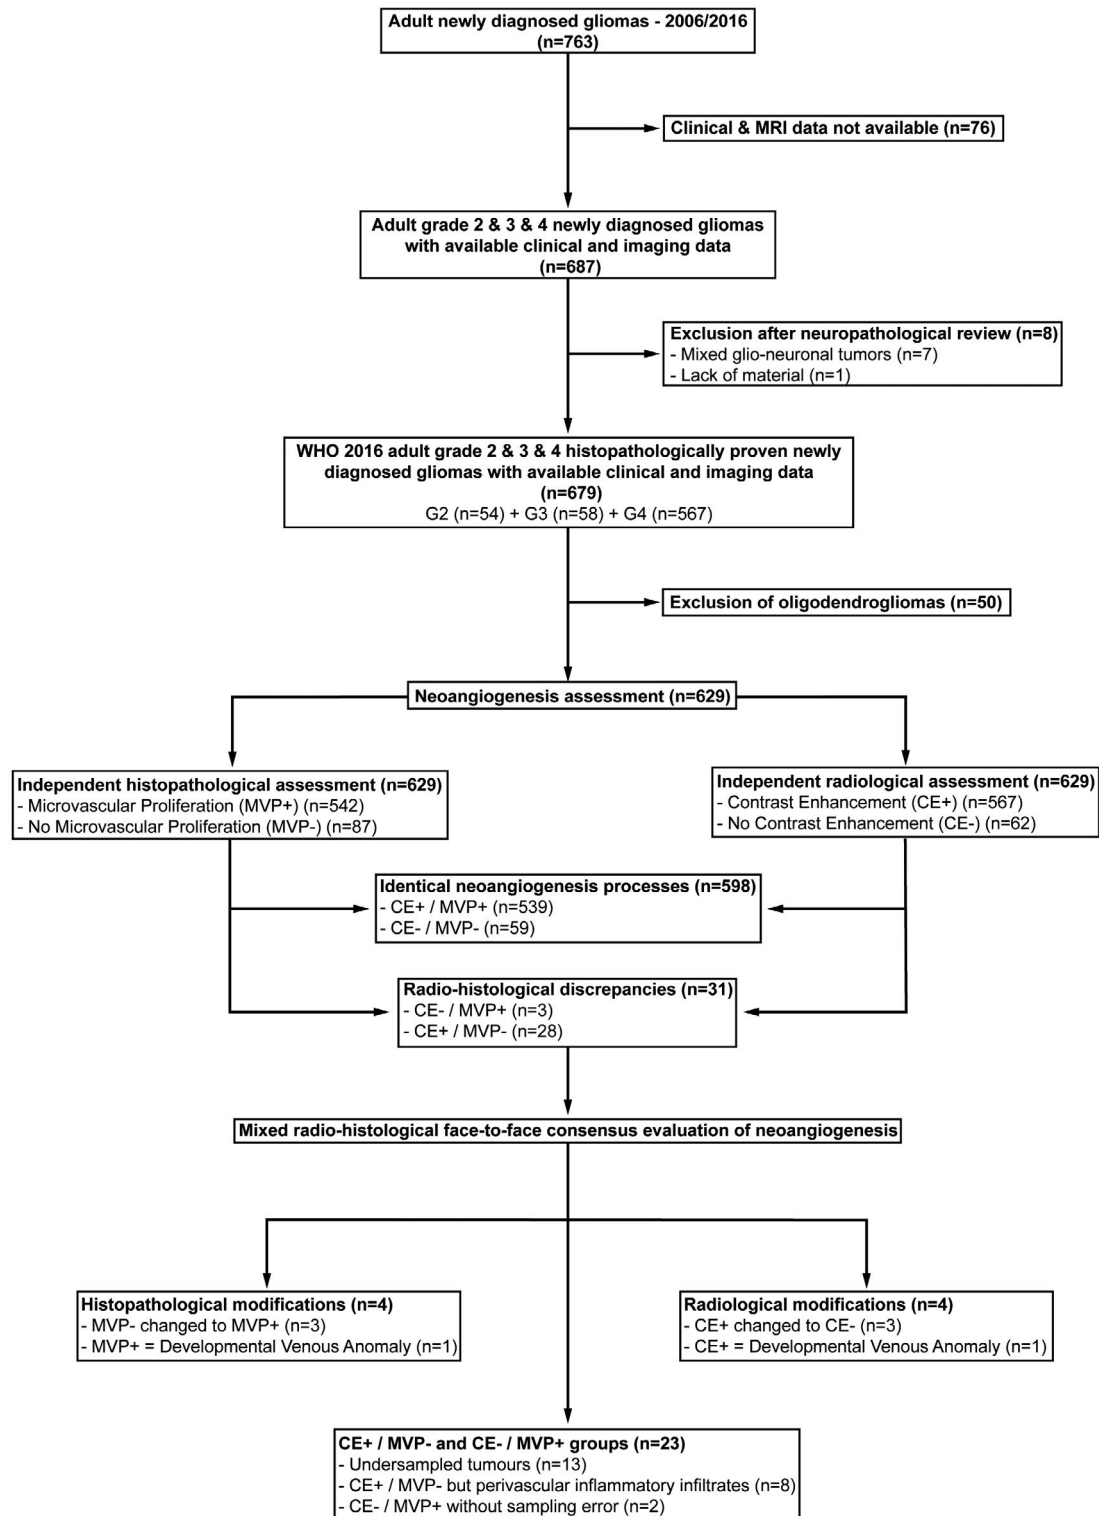 Adult newly diagnosed gliomas - 2006/2016
(n=763)
Clinical & MRI data not available (n=76)
Adult grade 2 & 3 & 4 newly diagnosed gliomas
with available clinical and imaging data
(n=687)
Exclusion after neuropathological review (n=8)
- Mixed glio-neuronal tumors (n=7)
- Lack of material (n=1)
WHO 2016 adult grade 2 & 3 & 4 histopathologically proven newly
diagnosed gliomas with available clinical and imaging data
(n=679)
G2 (n=54) + G3 (n=58) + G4 (n=567)
Exclusion of oligodendrogliomas (n=50)
Neoangiogenesis assessment (n=629)
Independent histopathological assessment (n=629)
- Microvascular Proliferation (MVP+) (n=542)
- No Microvascular Proliferation (MVP-) (n=87)
Independent radiological assessment (n=629)
- Contrast Enhancement (CE+) (n=567)
- No Contrast Enhancement (CE-) (n=62)
Identical neoangiogenesis processes (n=598)
- CE+ / MVP+ (n=539)
- CE- / MVP- (n=59)
Radio-histological discrepancies (n=31)
- CE- / MVP+ (n=3)
- CE+ / MVP- (n=28)
Mixed radio-histological face-to-face consensus evaluation of neoangiogenesis
Histopathological modifications (n=4)
- MVP- changed to MVP+ (n=3)
- MVP+ = Developmental Venous Anomaly (n=1)
Radiological modifications (n=4)
- CE+ changed to CE- (n=3)
- CE+ = Developmental Venous Anomaly (n=1)
CE+ / MVP- and CE- / MVP+ groups (n=23)
- Undersampled tumours (n=13)
- CE+ / MVP- but perivascular inflammatory infiltrates (n=8)
- CE- / MVP+ without sampling error (n=2)